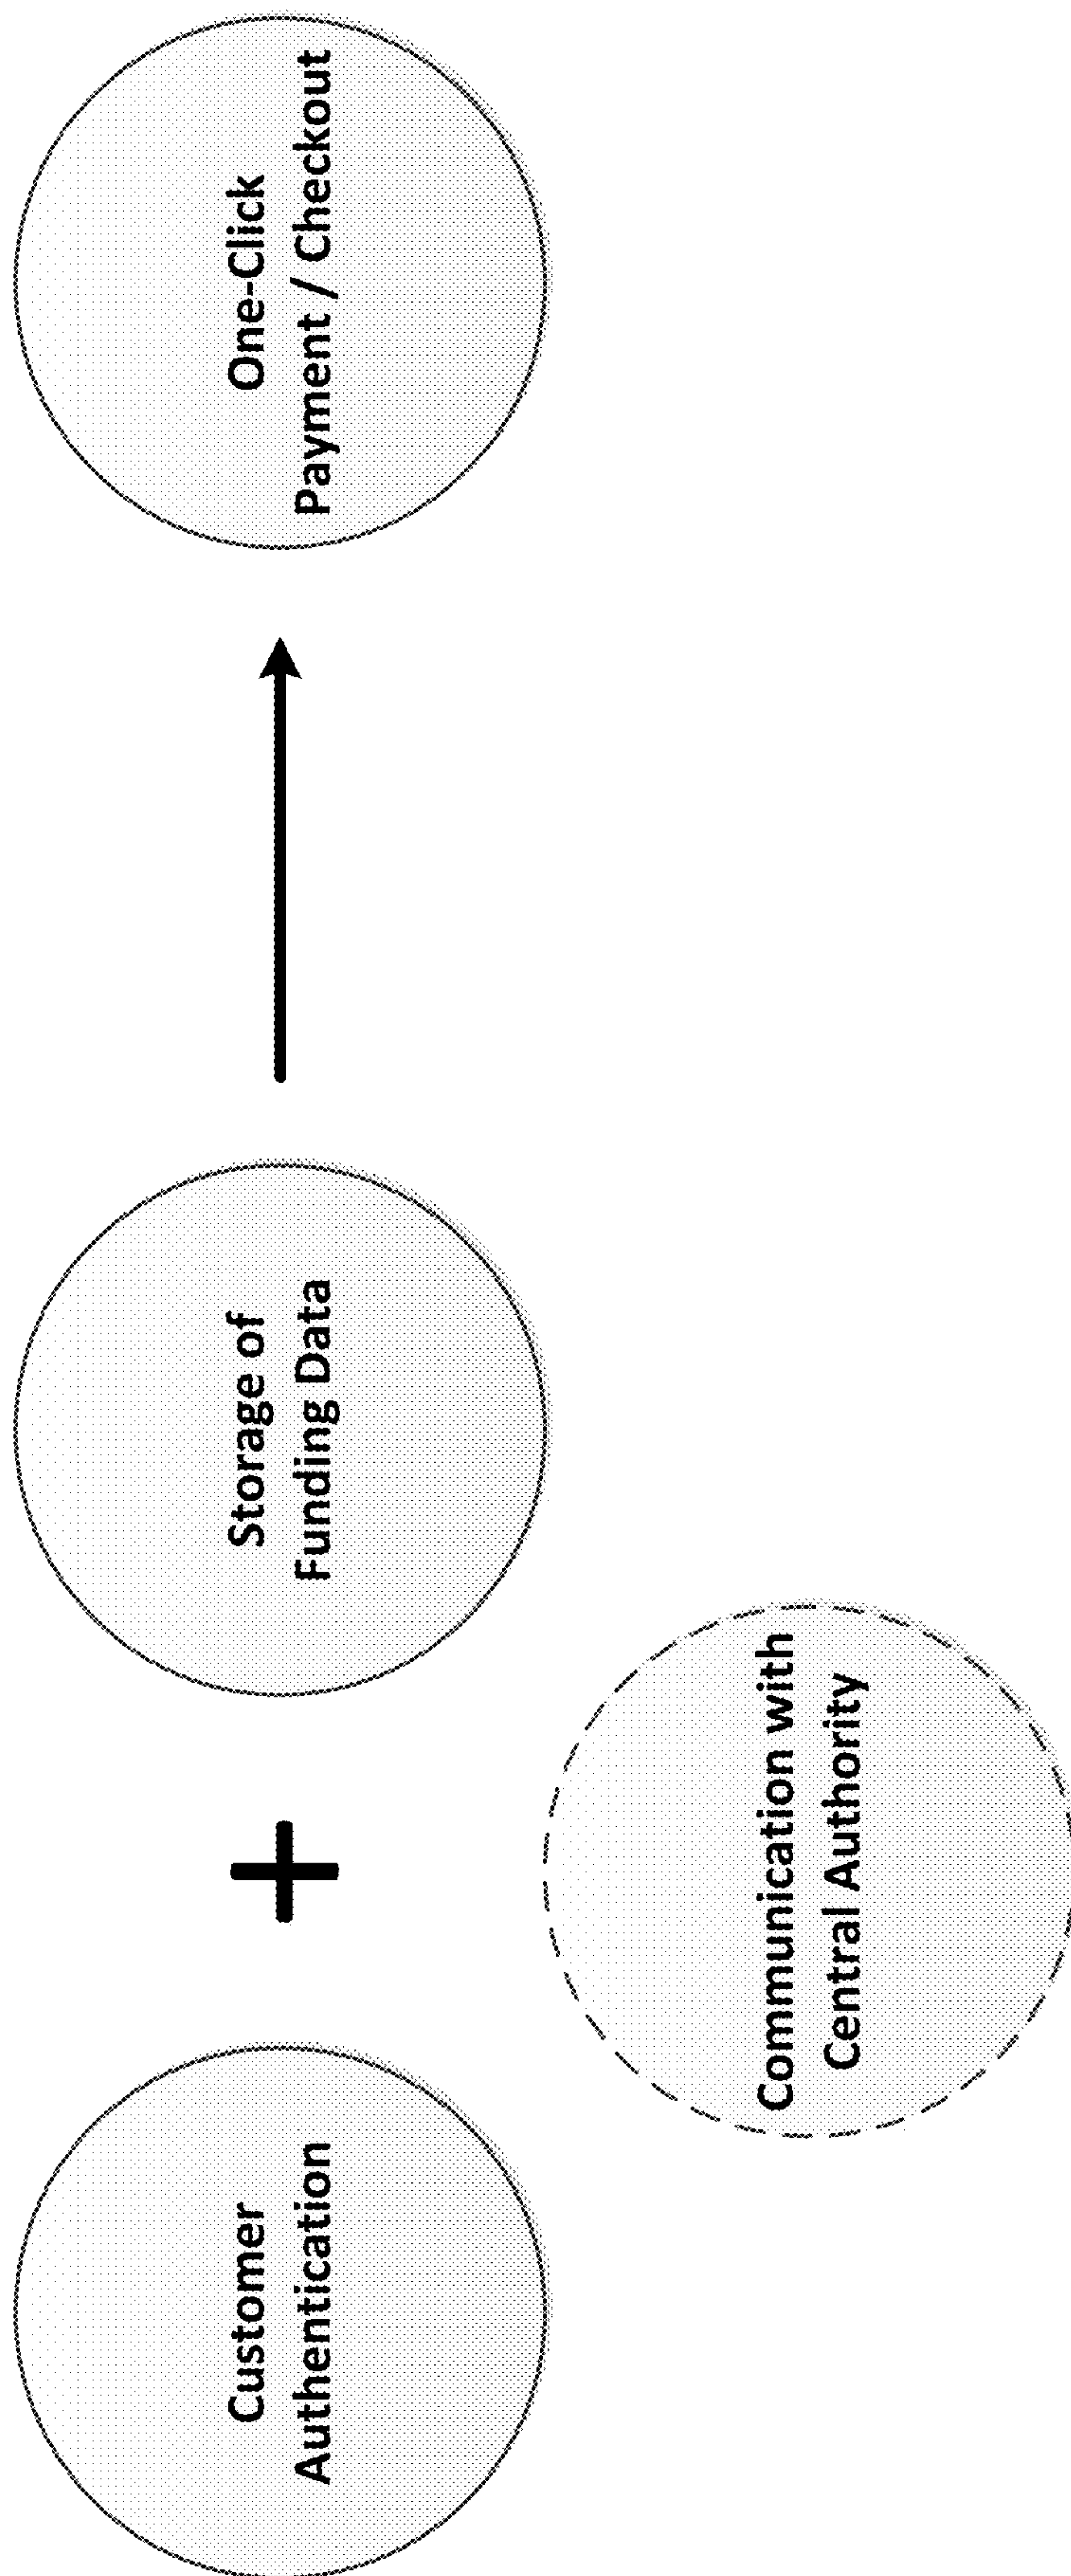 Customer
Authentication
+
Storage of
Funding Data
One-Click
Payment / Checkout
Communication with
Central Authority